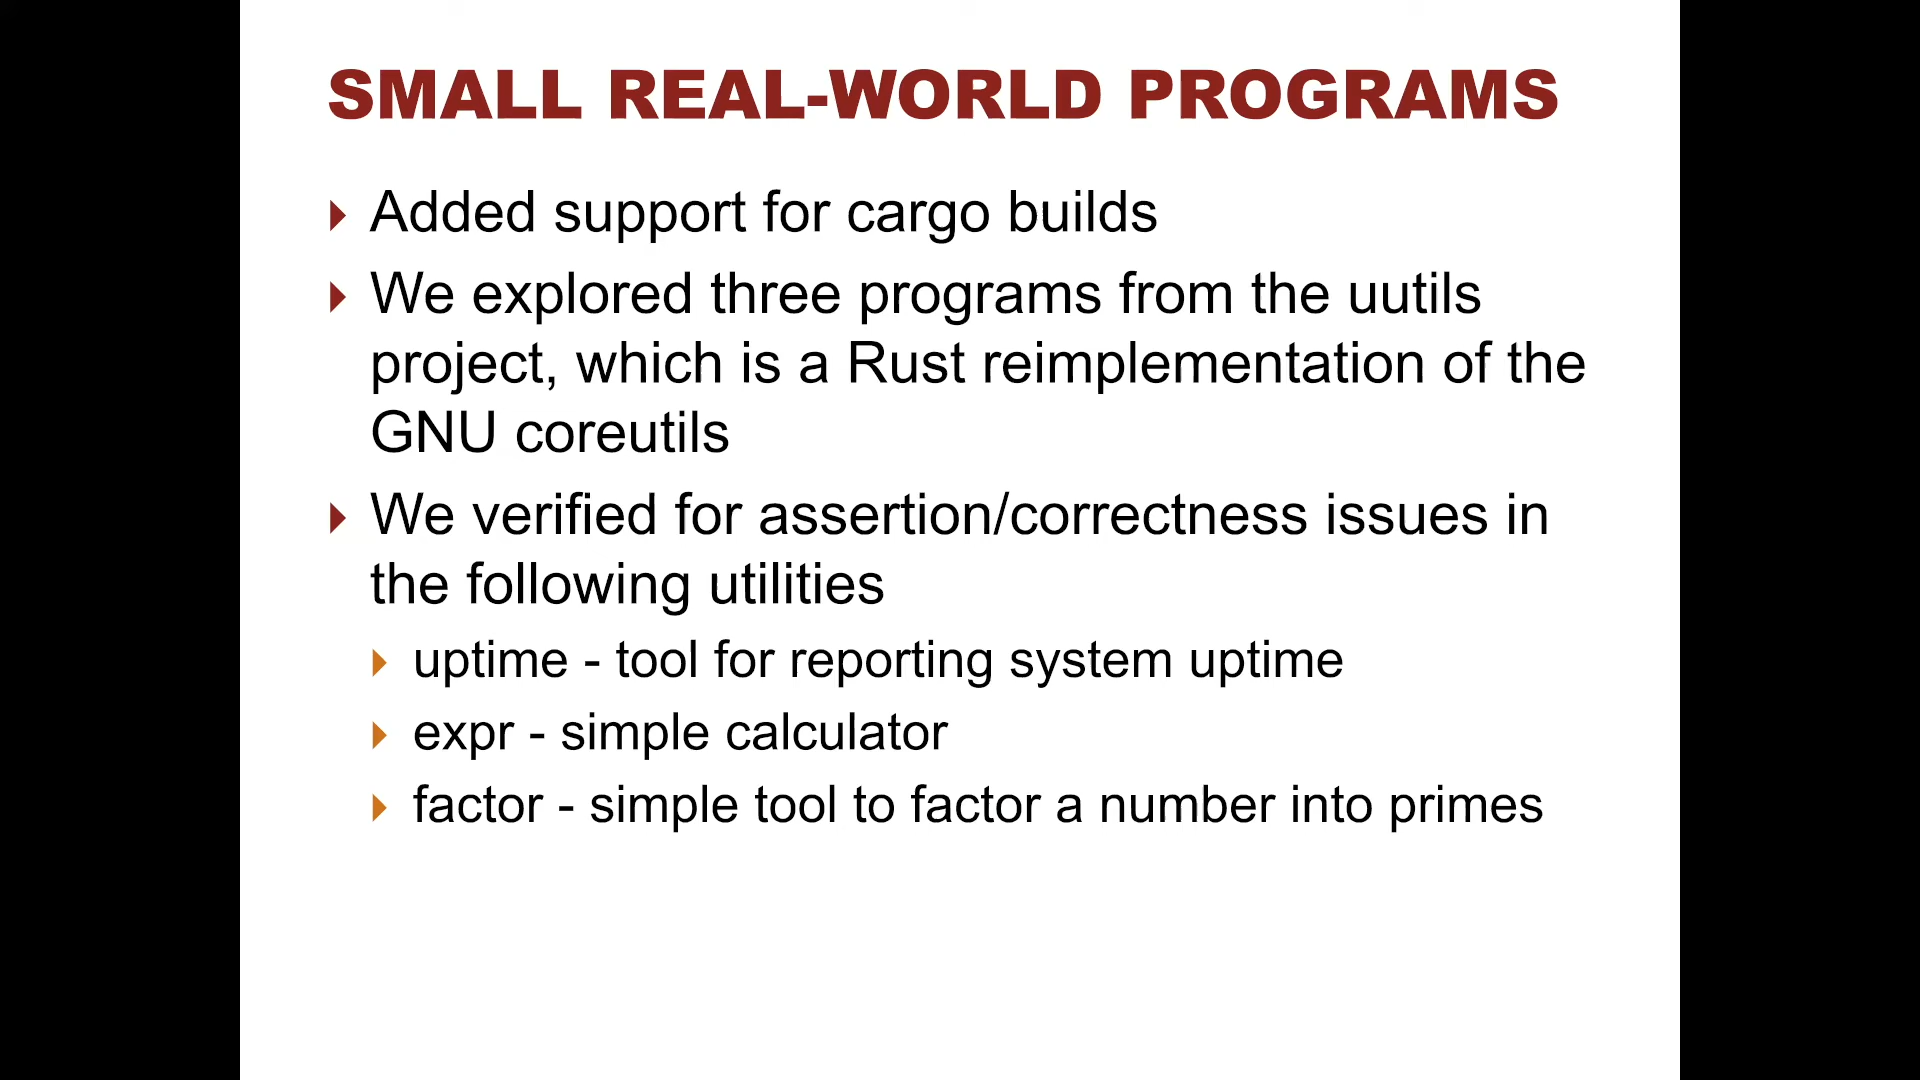 SMALL REAL-WORLD PROGRAMS
Added support for cargo builds
We explored three programs from the uutils
project, which is a Rust reimplementation of the
GNU coreutils
We verified for assertion/correctness issues in
the following utilities
uptime - tool for reporting system uptime
expr - simple calculator
factor - simple tool to factor a number into primes